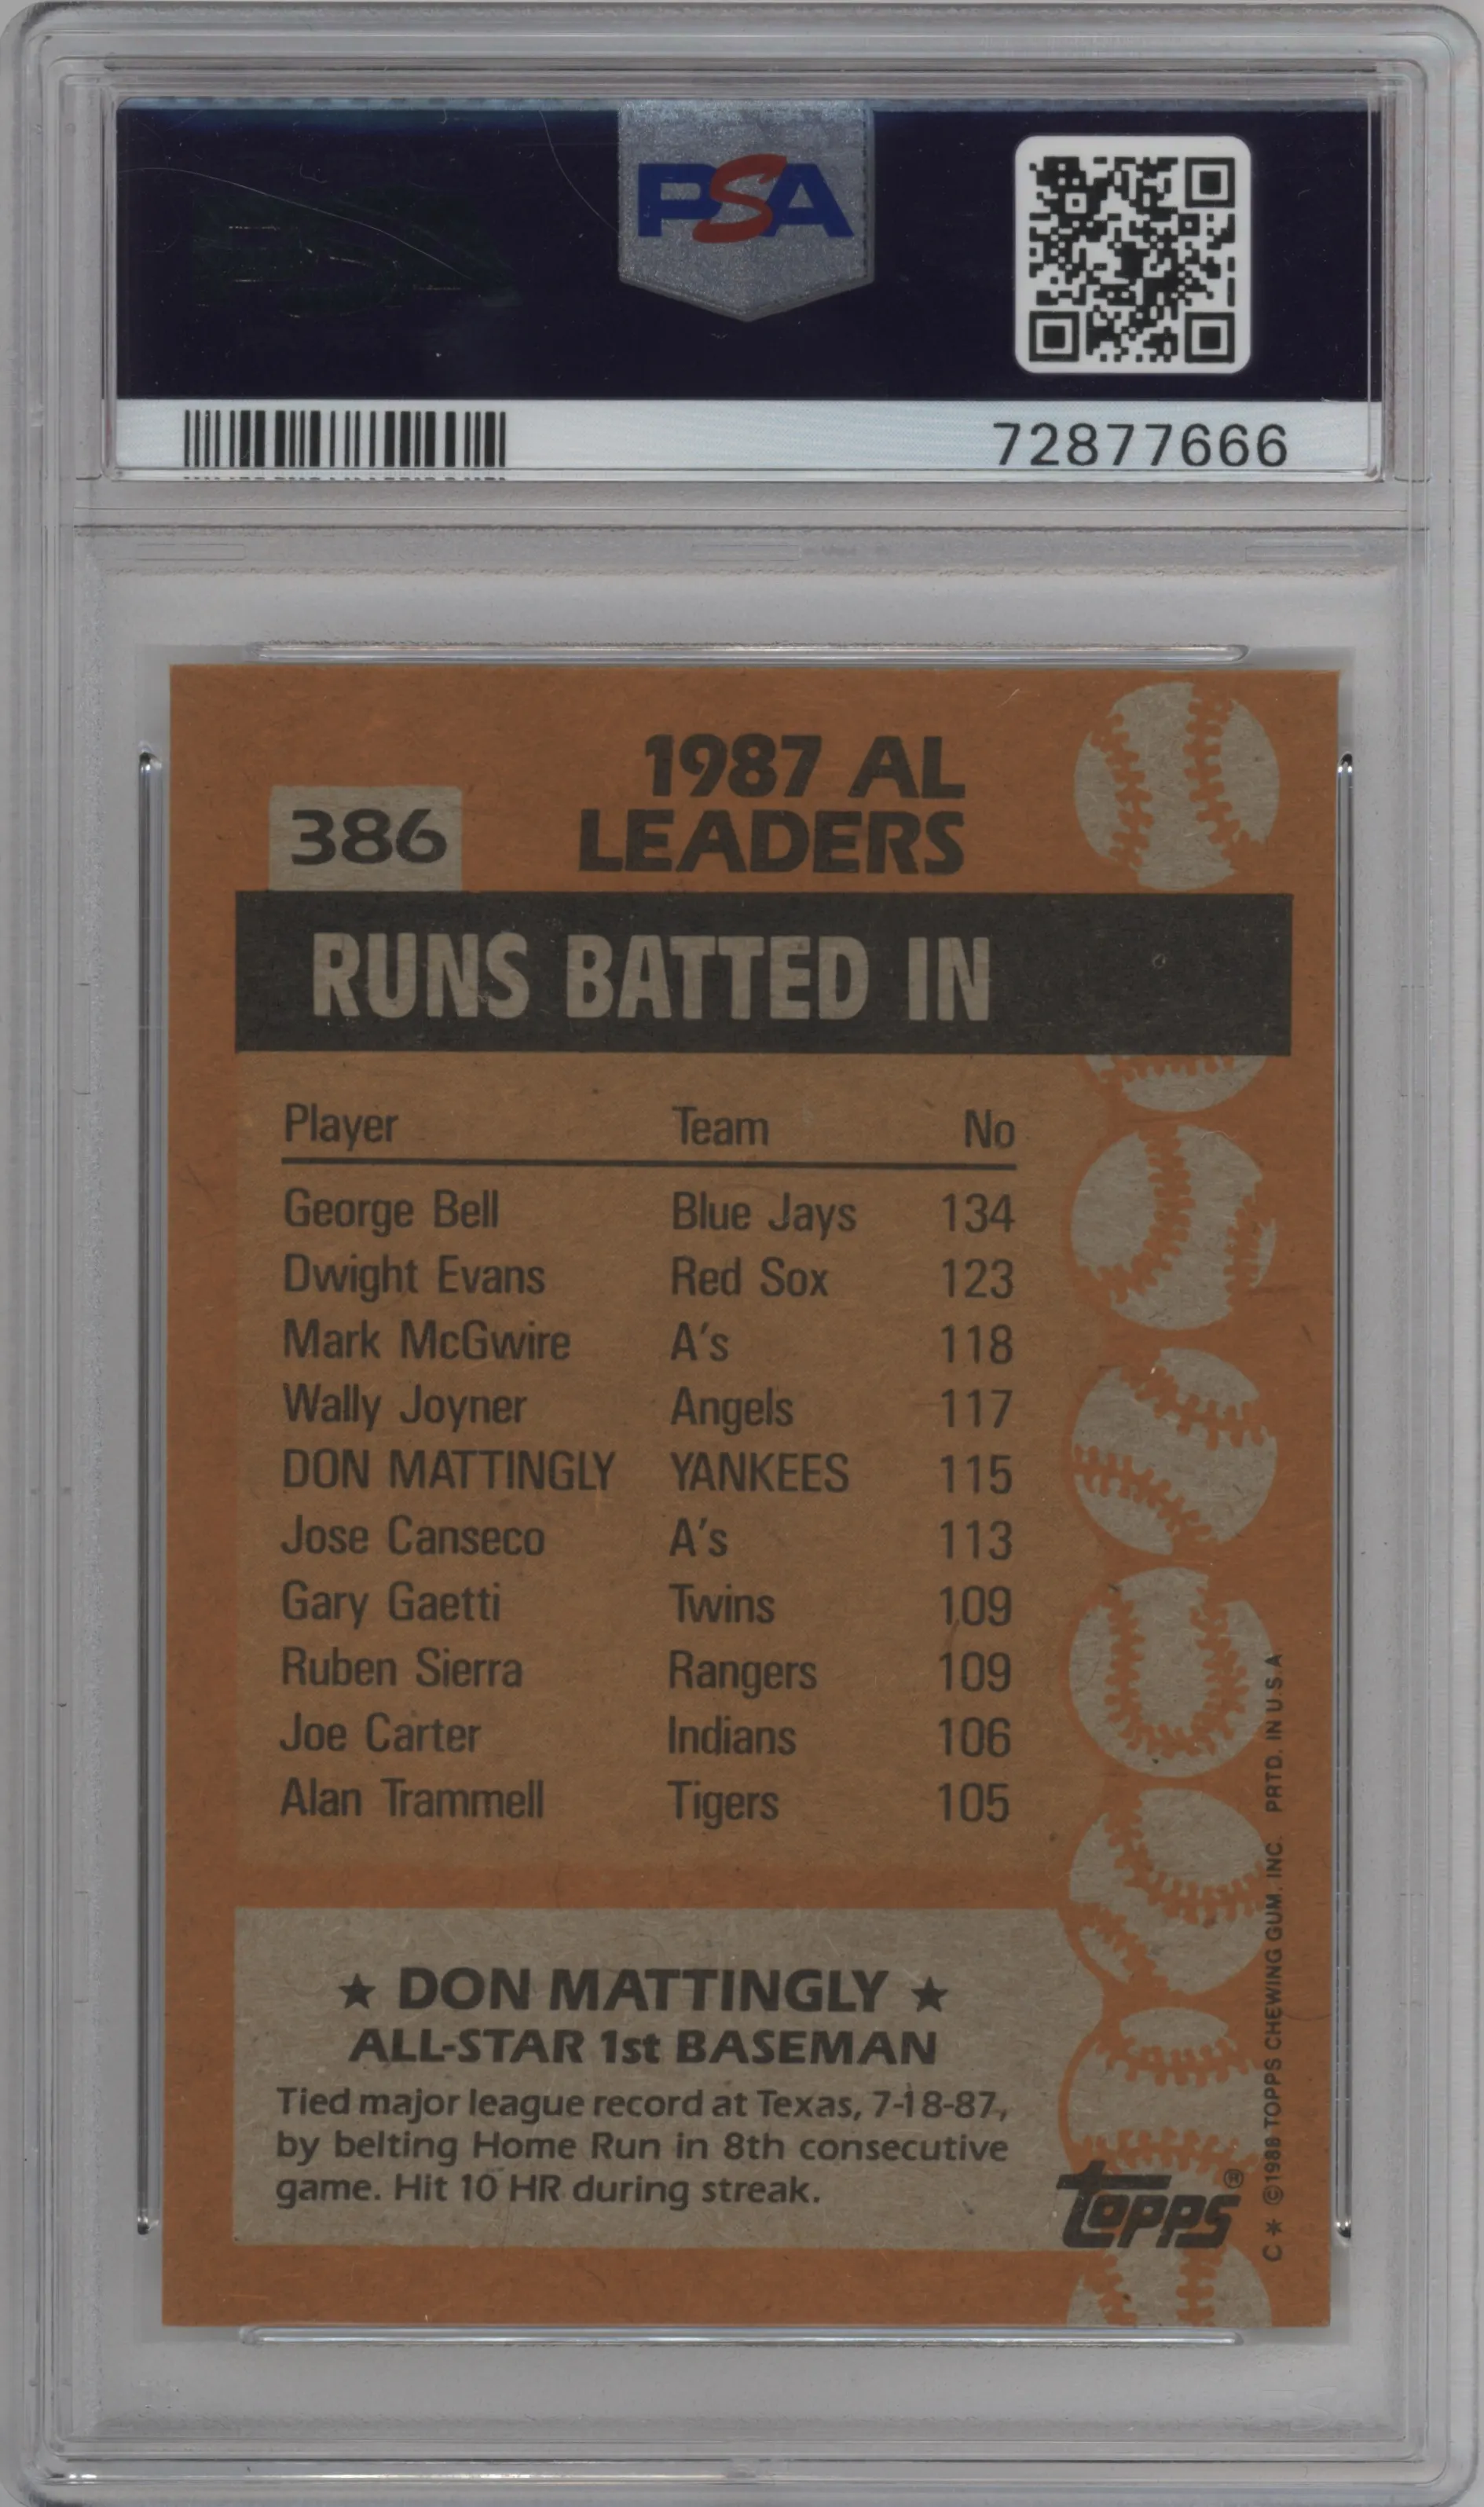 PSA
72877666
1987 AL
LEADERS
386
RUNS BATTED IN
Player Team No
George Bell Blue Jays 134
Dwight Evans Red Sox 123
Mark McGwire A's 118
Wally Joyner Angels 117
DON MATTINGLY YANKEES 115
Jose Canseco A's 113
Gary Gaetti Twins 109
Ruben Sierra Rangers 109
Joe Carter Indians 106
Alan Trammell Tigers 105
★ DON MATTINGLY ★
ALL-STAR 1st BASEMAN
Tied major league record at Texas, 7-18-87,
by belting Home Run in 8th consecutive
game. Hit 10 HR during streak.
TOPPS®
C* ©1988 TOPPS CHEWING GUM, INC. PRTD. IN U.S.A